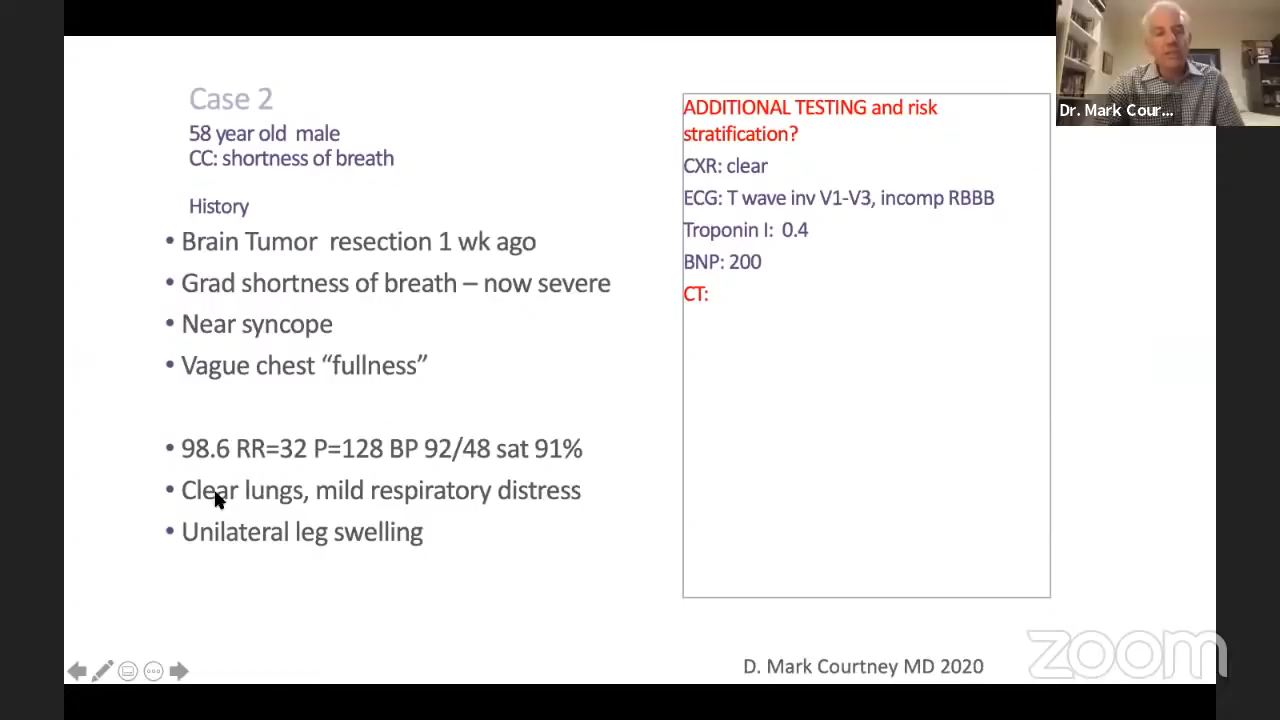 Case 2
58 year old male
CC: shortness of breath
History
• Brain Tumor resection 1 wk ago
• Grad shortness of breath – now severe
• Near syncope
• Vague chest “fullness”
• 98.6 RR=32 P=128 BP 92/48 sat 91%
• Clear lungs, mild respiratory distress
• Unilateral leg swelling
ADDITIONAL TESTING and risk
stratification?
CXR: clear
ECG: T wave inv V1-V3, incomp RBBB
Troponin I: 0.4
BNP: 200
CT:
Dr. Mark Cour...
D. Mark Courtney MD 2020
zoom